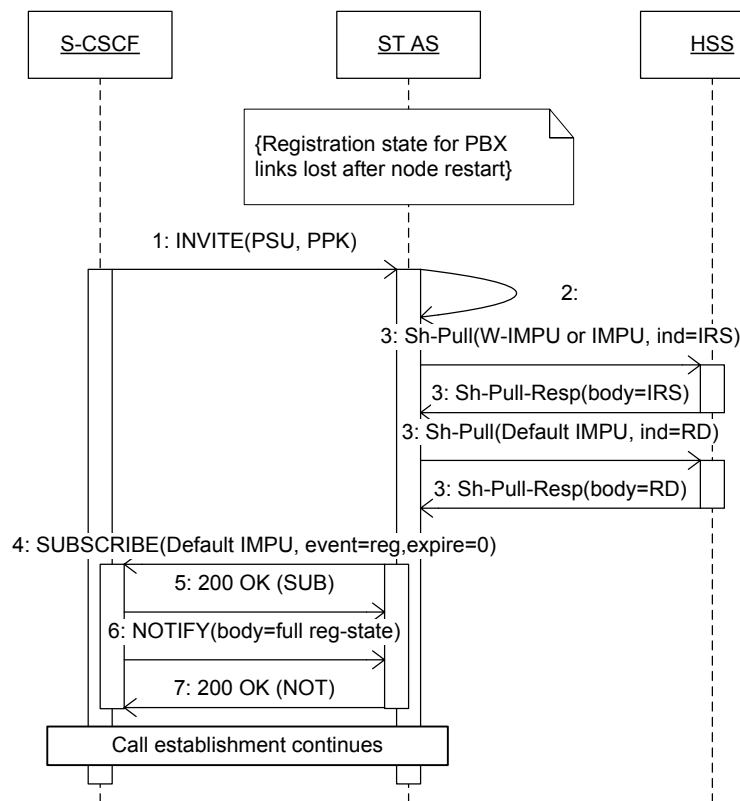 S-CSCF
ST AS
HSS
{Registration state for PBX
links lost after node restart}
1: INVITE(PSU, PPK)
2:
3: Sh-Pull(W-IMPU or IMPU, ind=IRS)
3: Sh-Pull-Resp(body=IRS)
3: Sh-Pull(Default IMPU, ind=RD)
3: Sh-Pull-Resp(body=RD)
4: SUBSCRIBE(Default IMPU, event=reg,expire=0)
5: 200 OK (SUB)
6: NOTIFY(body=full reg-state)
7: 200 OK (NOT)
Call establishment continues